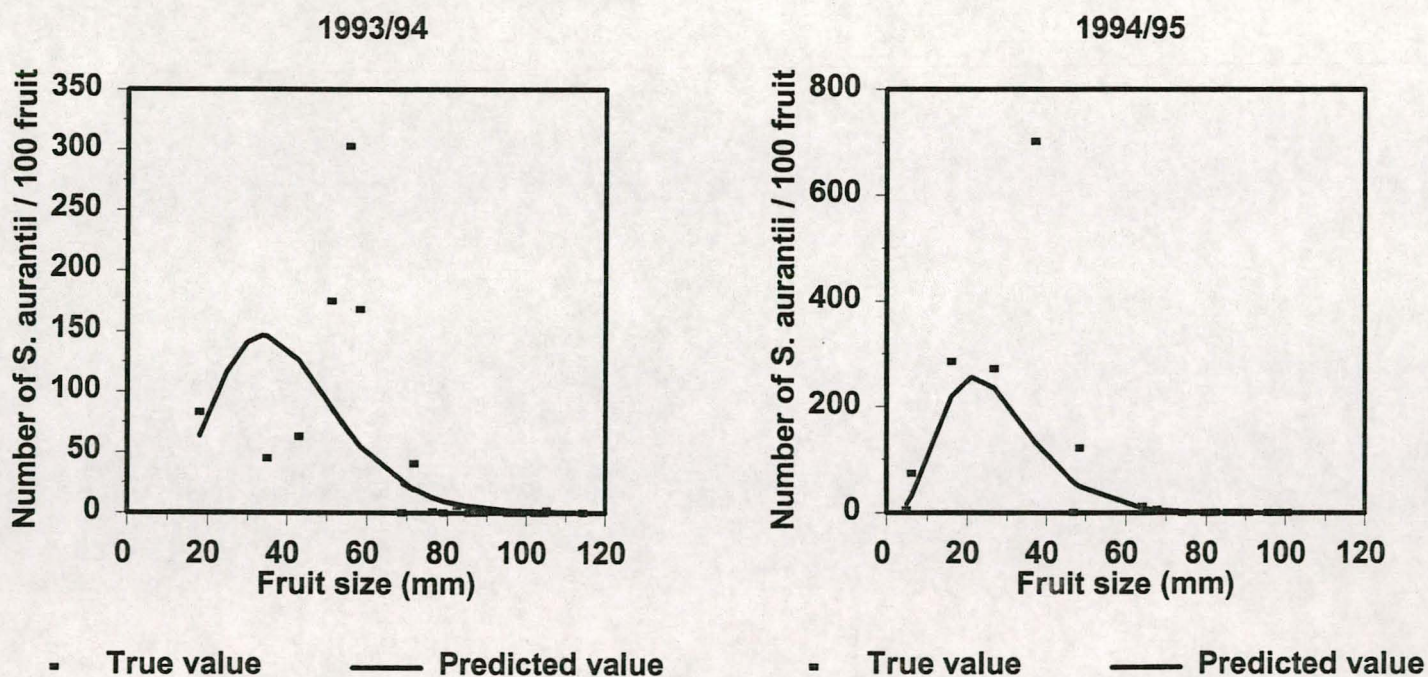 1993/94
Number of S. aurantii / 100 fruit
350
300
250
200
150
100
50
0
0 20 40 60 80 100 120
Fruit size (mm)
True value Predicted value
1994/95
Number of S. aurantii / 100 fruit
800
600
400
200
0
0 20 40 60 80 100 120
Fruit size (mm)
True value Predicted value